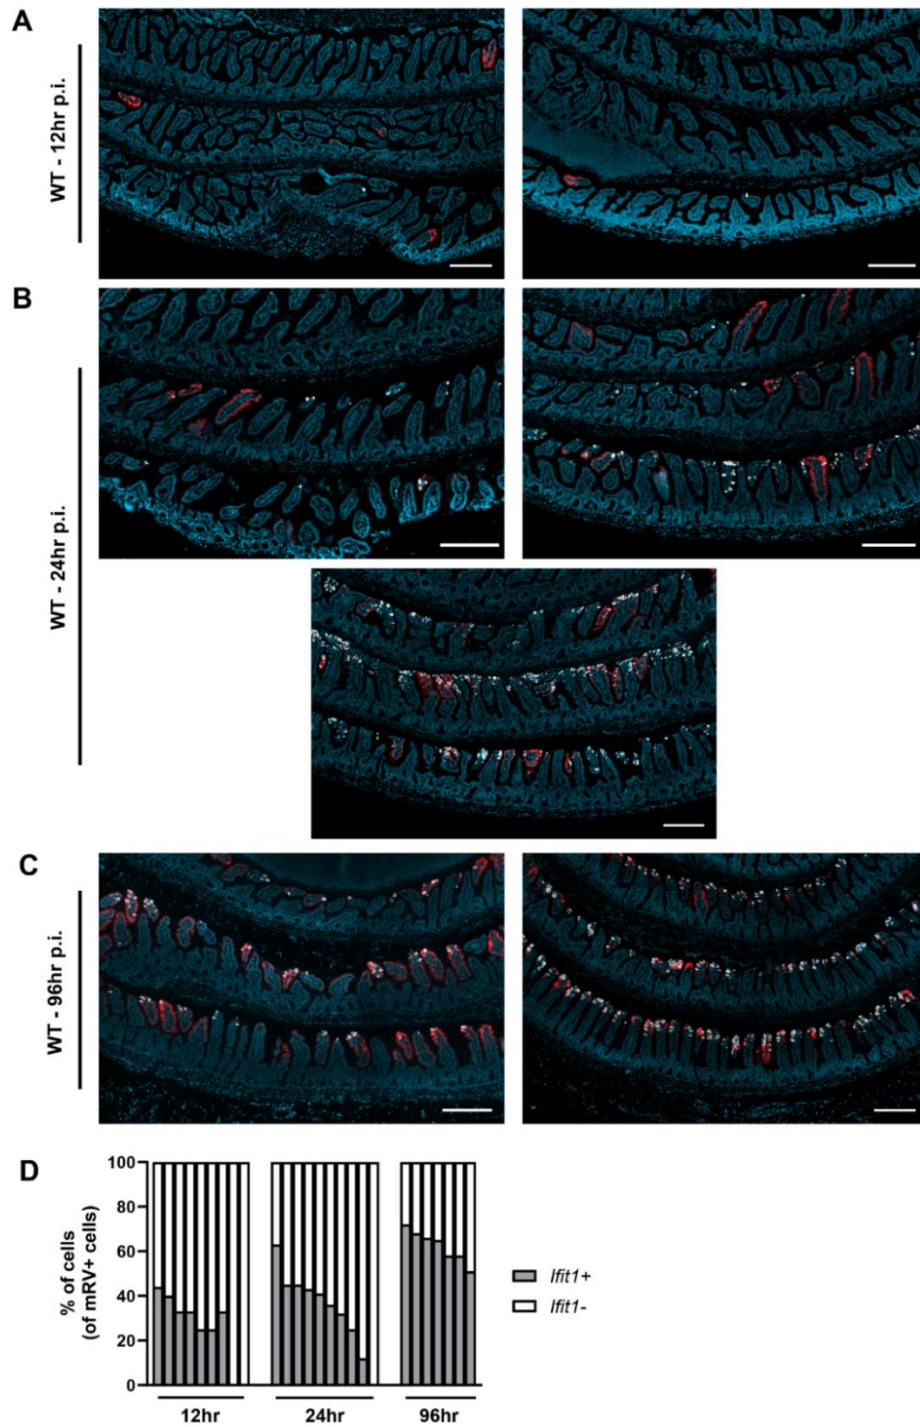 A
WT - 12hr p.i.
B
WT - 24hr p.i.
C
WT - 96hr p.i.
D
100
80
60
40
20
0
% of cells
(of mRV+ cells)
12hr
24hr
96hr
Ifit1+
Ifit1-